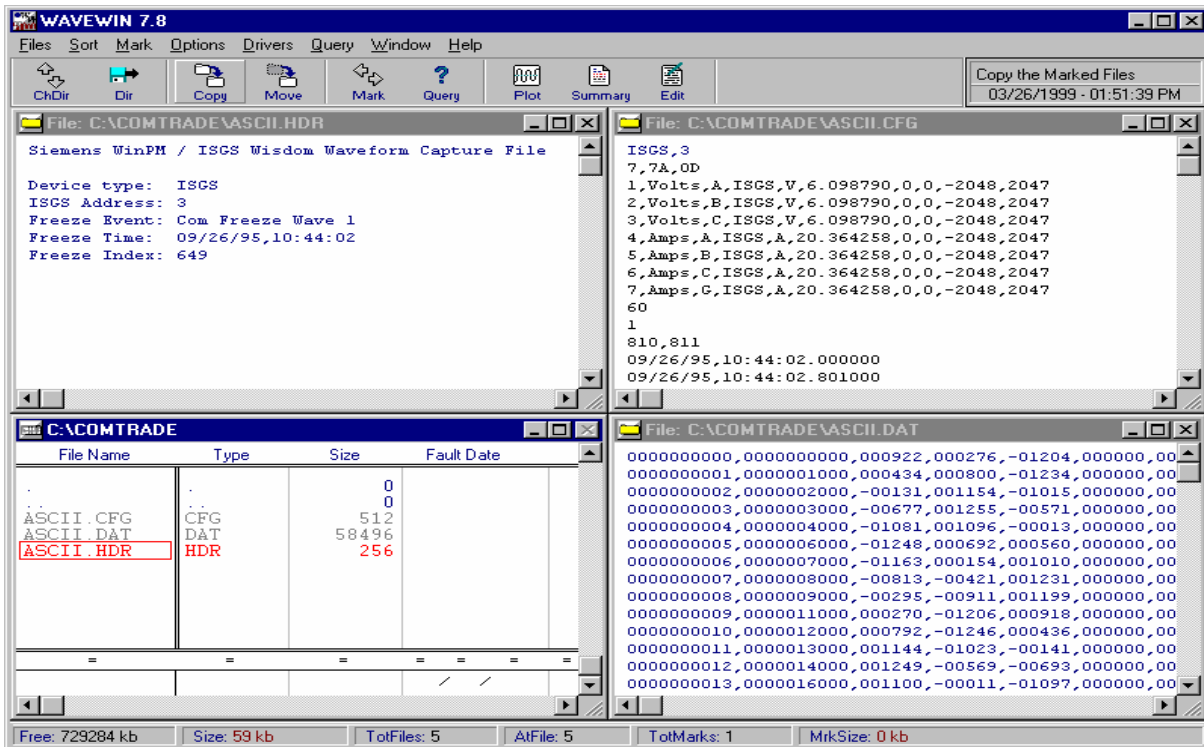 WAVEWIN 7.8
Files Sort Mark Options Drivers Query Window Help
ChDir Dir Copy Move Mark Query Plot Summary Edit
Copy the Marked Files
03/26/1999 - 01:51:39 PM
File: C:\COMTRADE\ASCII.HDR
Siemens WinPM / ISGS Wisdom Waveform Capture File
Device type: ISGS
ISGS Address: 3
Freeze Event: Com Freeze Wave 1
Freeze Time: 09/26/95,10:44:02
Freeze Index: 649
File: C:\COMTRADE\ASCII.CFG
ISGS,3
7,7A,0D
1,Volts,A,ISGS,V,6.098790,0,0,-2048,2047
2,Volts,B,ISGS,V,6.098790,0,0,-2048,2047
3,Volts,C,ISGS,V,6.098790,0,0,-2048,2047
4,Amps,A,ISGS,A,20.364258,0,0,-2048,2047
5,Amps,B,ISGS,A,20.364258,0,0,-2048,2047
6,Amps,C,ISGS,A,20.364258,0,0,-2048,2047
7,Amps,G,ISGS,A,20.364258,0,0,-2048,2047
60
1
810,811
09/26/95,10:44:02.000000
09/26/95,10:44:02.801000
C:\COMTRADE
File Name Type Size Fault Date
. . 0
.. .. 0
ASCII.CFG CFG 512
ASCII.DAT DAT 58496
ASCII.HDR HDR 256
= = = = = = =
/ /
File: C:\COMTRADE\ASCII.DAT
0000000000,0000000000,000922,000276,-01204,000000,00
0000000001,0000001000,000434,000800,-01234,000000,00
0000000002,0000002000,-00131,001154,-01015,000000,00
0000000003,0000003000,-00677,001255,-00571,000000,00
0000000004,0000004000,-01081,001096,-00013,000000,00
0000000005,0000006000,-01248,000692,000560,000000,00
0000000006,0000007000,-01163,000154,001010,000000,00
0000000007,0000008000,-00813,-00421,001231,000000,00
0000000008,0000009000,-00295,-00911,001199,000000,00
0000000009,0000011000,000270,-01206,000918,000000,00
0000000010,0000012000,000792,-01246,000436,000000,00
0000000011,0000013000,001144,-01023,-00141,000000,00
0000000012,0000014000,001249,-00569,-00693,000000,00
0000000013,0000016000,001100,-00011,-01097,000000,00
Free: 729284 kb Size: 59 kb TotFiles: 5 AtFile: 5 TotMarks: 1 MrkSize: 0 kb